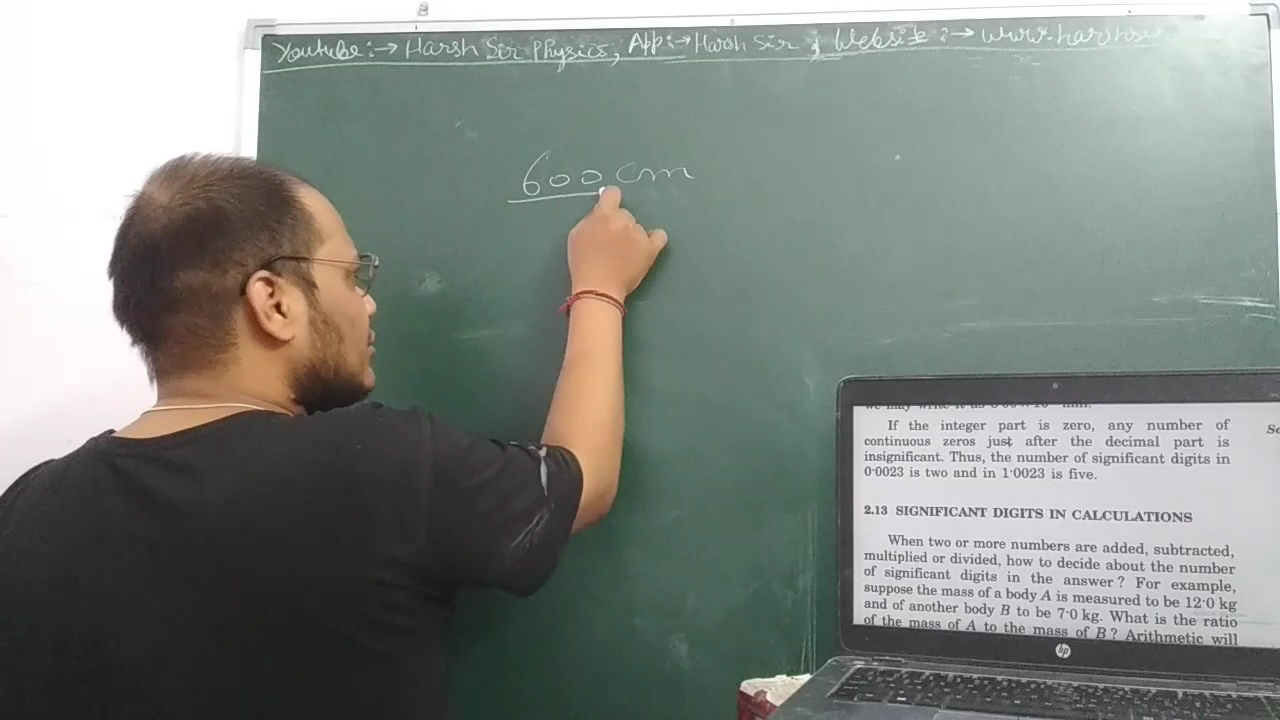 Youtube:→ Harsh Sir Physics, App:→ Harsh Sir, Website:→
600 cm
If the integer part is zero, any number of
continuous zeros just after the decimal part is
insignificant. Thus, the number of significant digits in
0·0023 is two and in 1·0023 is five.
2.13 SIGNIFICANT DIGITS IN CALCULATIONS
When two or more numbers are added, subtracted,
multiplied or divided, how to decide about the number
of significant digits in the answer ? For example,
suppose the mass of a body A is measured to be 12·0 kg
and of another body B to be 7·0 kg. What is the ratio
of the mass of A to the mass of B ? Arithmetic will
hp